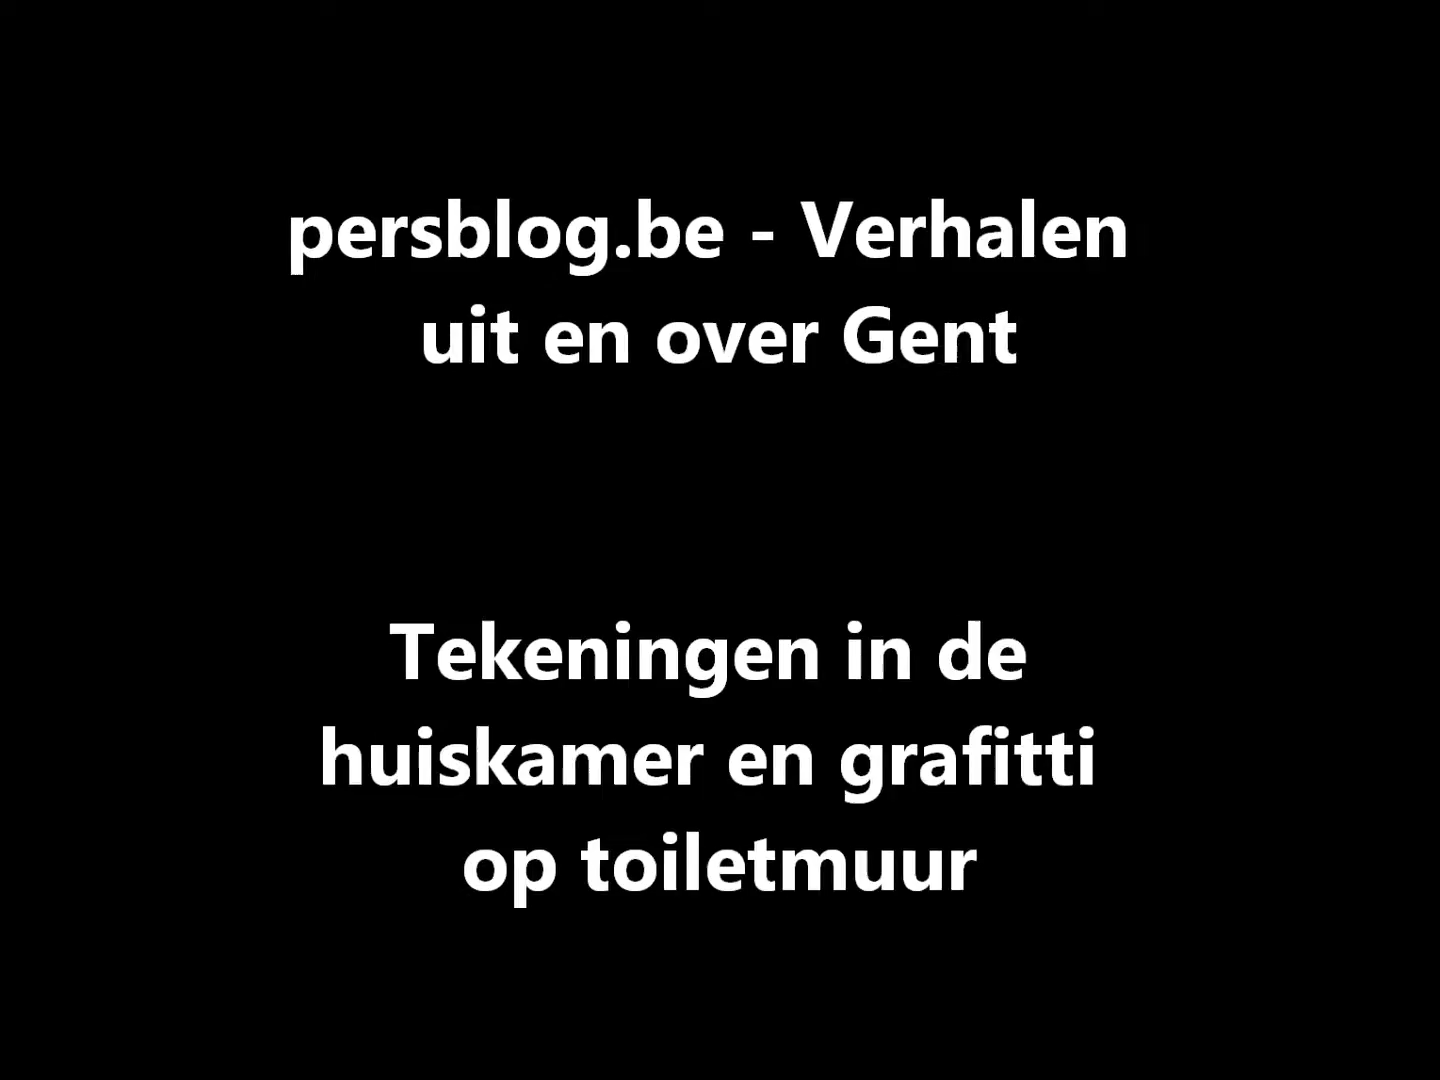 persblog.be - Verhalen
uit en over Gent
Tekeningen in de
huiskamer en grafitti
op toiletmuur